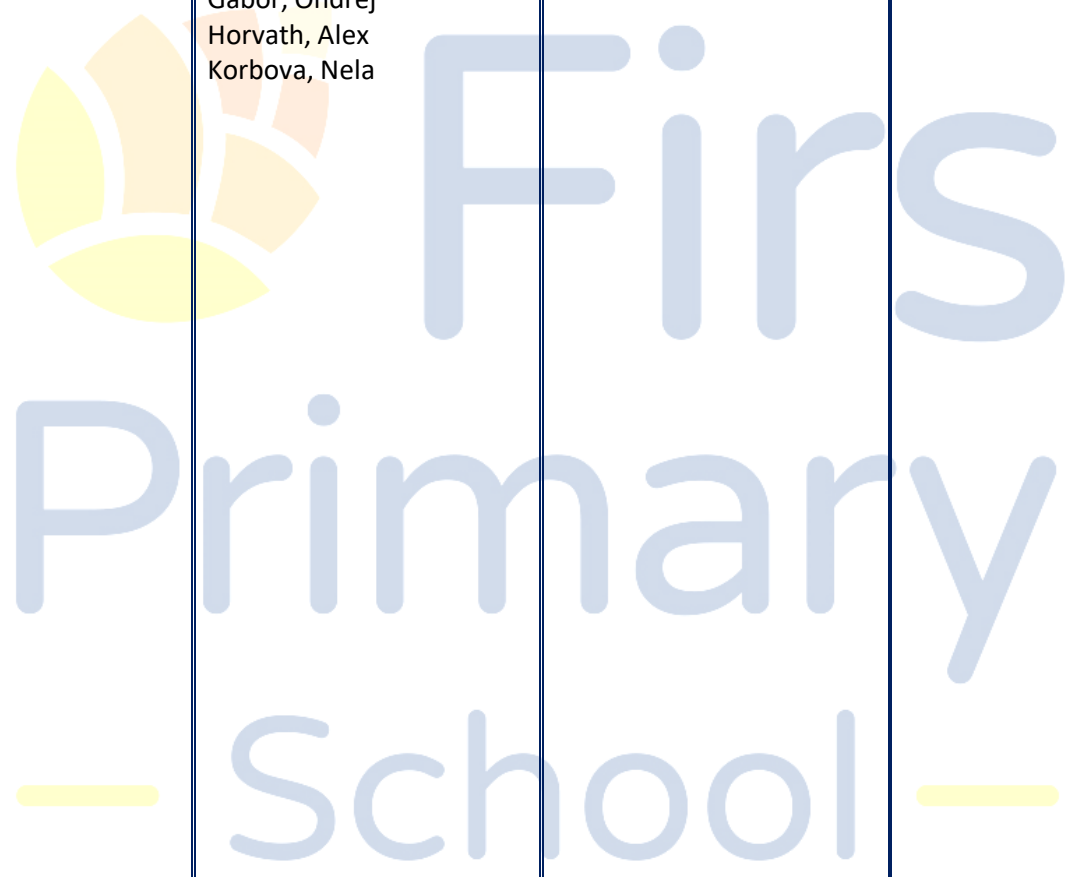 Gabor, Ondrej
Horvath, Alex
Korbova, Nela
Firs
Primary
School